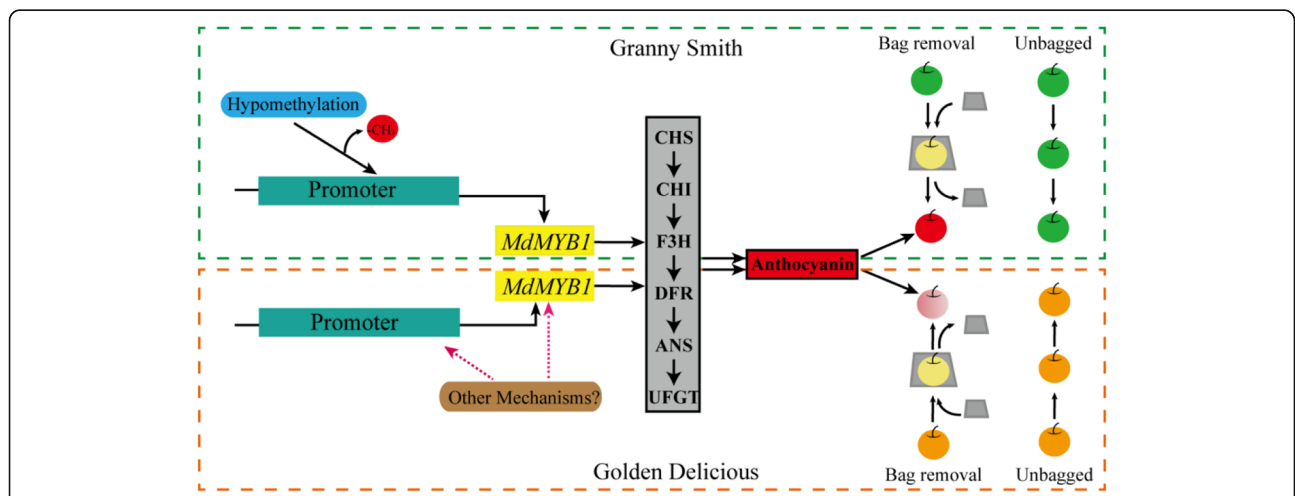 Granny Smith
Bag removal
Unbagged
Hypomethylation
-CH₃
Promoter
MdMYB1
CHS
CHI
F3H
DFR
ANS
UFGT
Anthocyanin
MdMYB1
Promoter
Other Mechanisms?
Golden Delicious
Bag removal
Unbagged